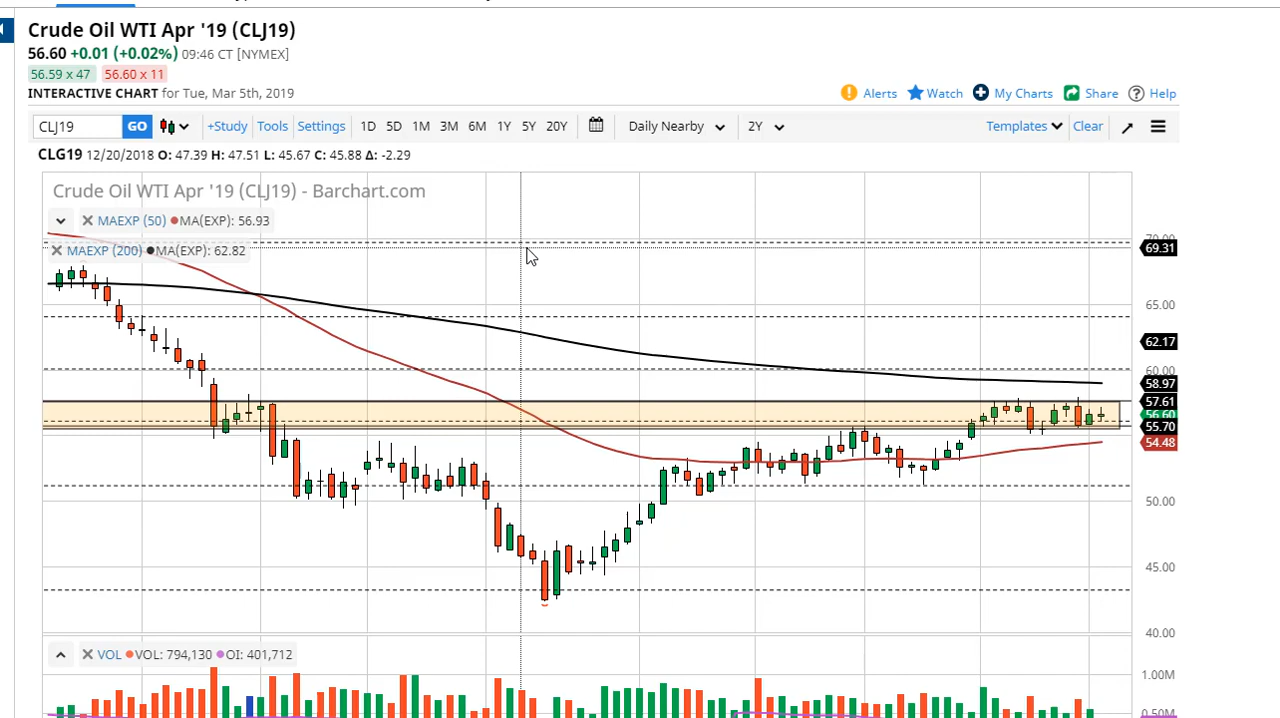 Crude Oil WTI Apr '19 (CLJ19)
56.60 +0.01 (+0.02%) 09:46 CT [NYMEX]
56.59 x 47 56.60 x 11
INTERACTIVE CHART for Tue, Mar 5th, 2019
Alerts Watch My Charts Share Help
CLJ19 GO +Study Tools Settings 1D 5D 1M 3M 6M 1Y 5Y 20Y Daily Nearby 2Y Templates Clear
CLG19 12/20/2018 O: 47.39 H: 47.51 L: 45.67 C: 45.88 Δ: -2.29
Crude Oil WTI Apr '19 (CLJ19) - Barchart.com
MAEXP (50) MA(EXP): 56.93
MAEXP (200) MA(EXP): 62.82
70.00
69.31
65.00
62.17
60.00
58.97
57.61
56.60
55.70
54.48
50.00
45.00
40.00
VOL VOL: 794,130 OI: 401,712
1.00M
0.50M